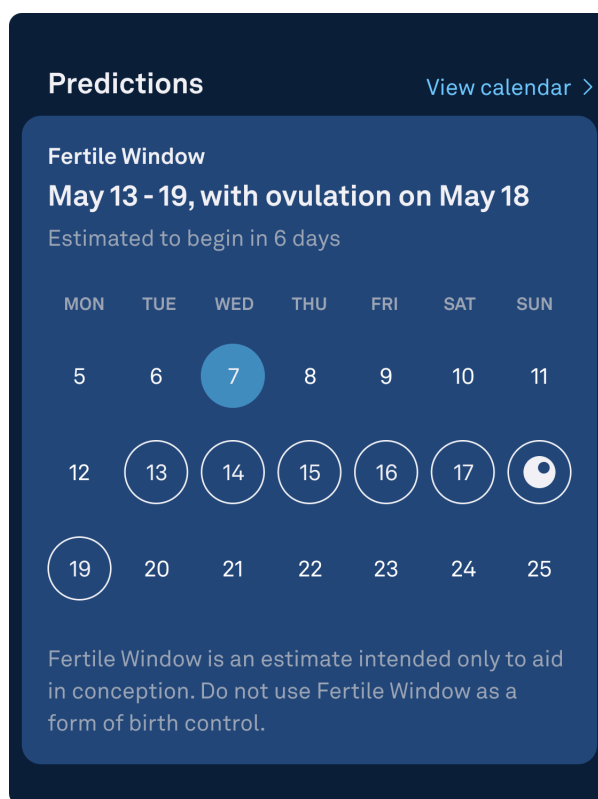 Predictions
View calendar >
Fertile Window
May 13 - 19, with ovulation on May 18
Estimated to begin in 6 days
MON TUE WED THU FRI SAT SUN
5 6 7 8 9 10 11
12 13 14 15 16 17
19 20 21 22 23 24 25
Fertile Window is an estimate intended only to aid
in conception. Do not use Fertile Window as a
form of birth control.